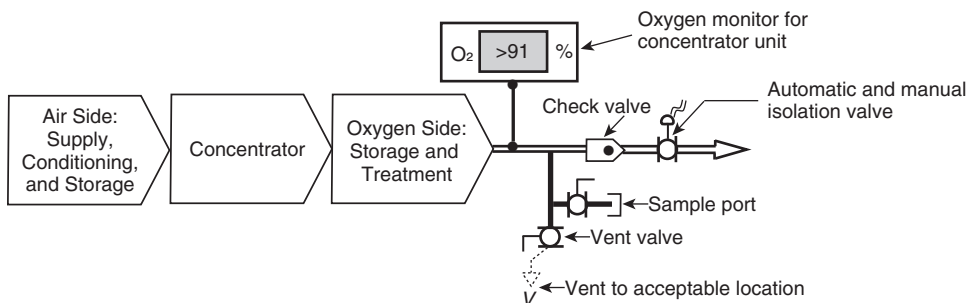 Oxygen monitor for
concentrator unit
O₂ >91 %
Automatic and manual
isolation valve
Check valve
Air Side:
Supply,
Conditioning,
and Storage
Concentrator
Oxygen Side:
Storage and
Treatment
Sample port
Vent valve
Vent to acceptable location
V